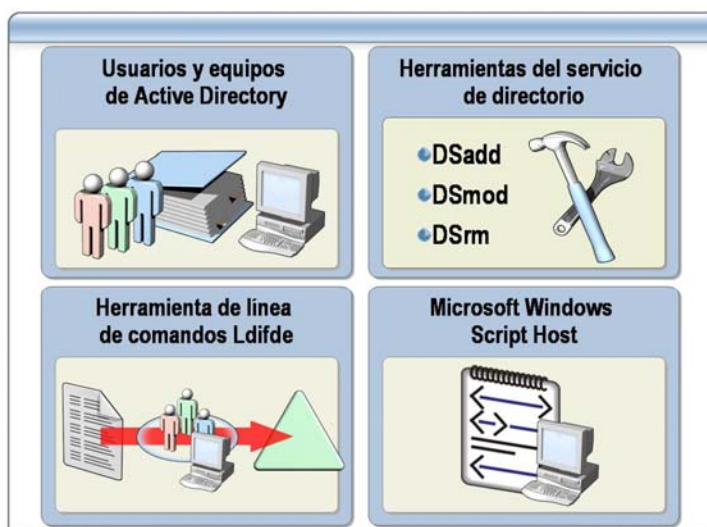 Usuarios y equipos
de Active Directory
Herramientas del servicio
de directorio
DSadd
DSmod
DSrm
Herramienta de línea
de comandos Ldifde
Microsoft Windows
Script Host